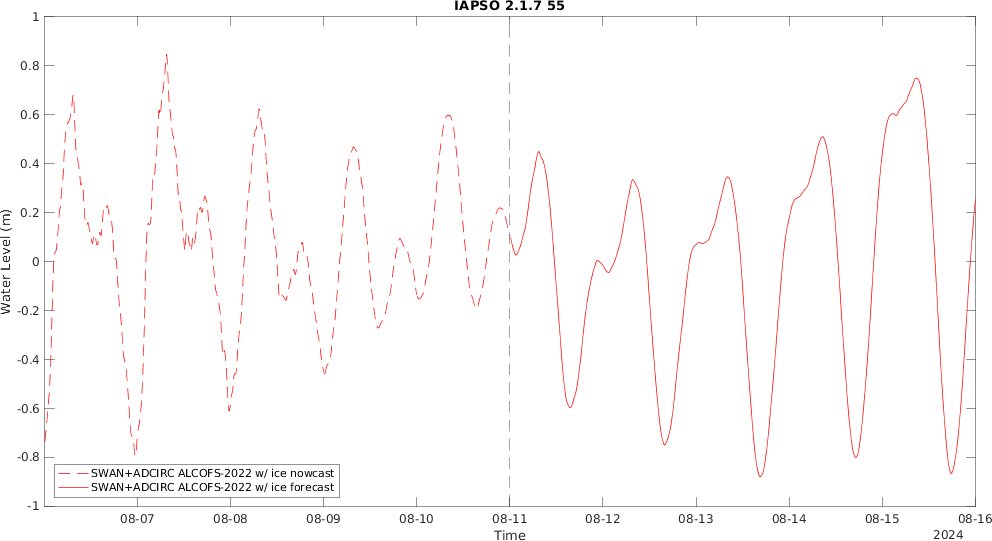 IAPSO 2.1.7 55
1
0.8
0.6
0.4
0.2
0
-0.2
-0.4
-0.6
-0.8
-1
Water Level (m)
SWAN+ADCIRC ALCOFS-2022 w/ ice nowcast
SWAN+ADCIRC ALCOFS-2022 w/ ice forecast
08-07 08-08 08-09 08-10 08-11 08-12 08-13 08-14 08-15 08-16
Time
2024